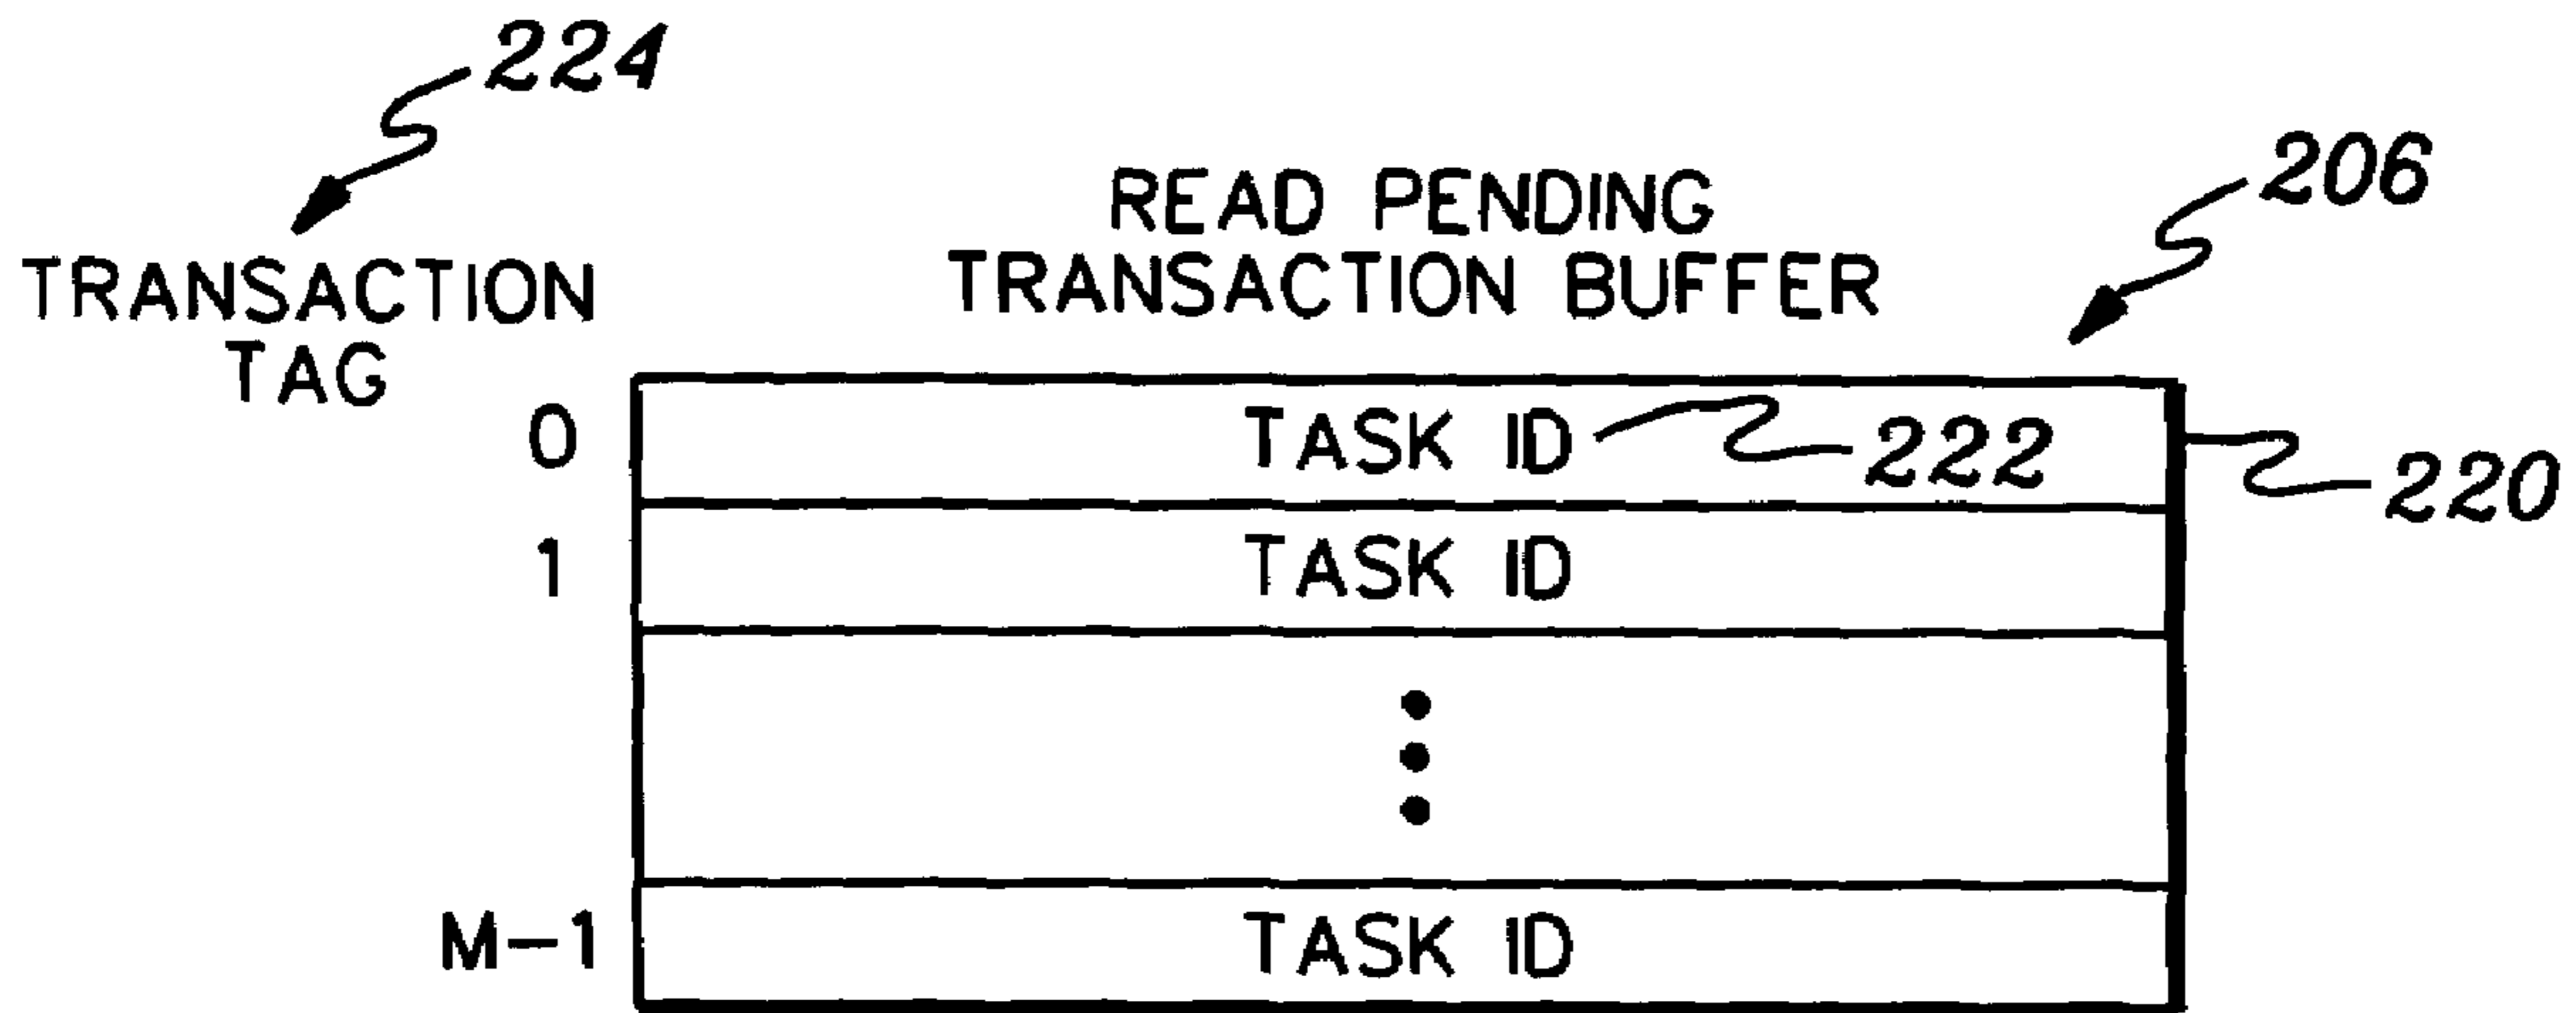 224
206
READ PENDING
TRANSACTION BUFFER
TRANSACTION
TAG
0 TASK ID 222
220
1 TASK ID
M-1 TASK ID